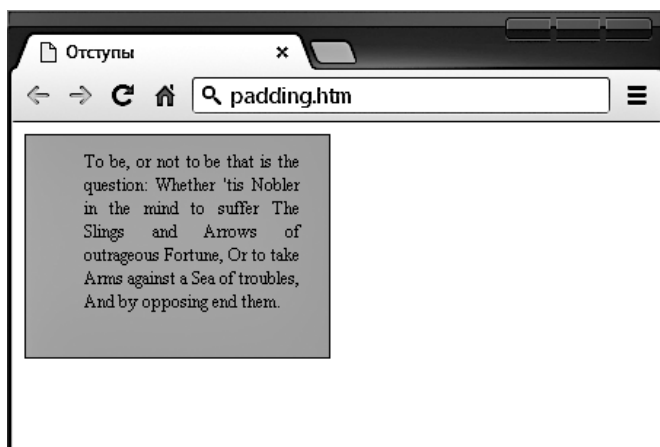 Отступы
padding.htm
To be, or not to be that is the
question: Whether 'tis Nobler
in the mind to suffer The
Slings and Arrows of
outrageous Fortune, Or to take
Arms against a Sea of troubles,
And by opposing end them.